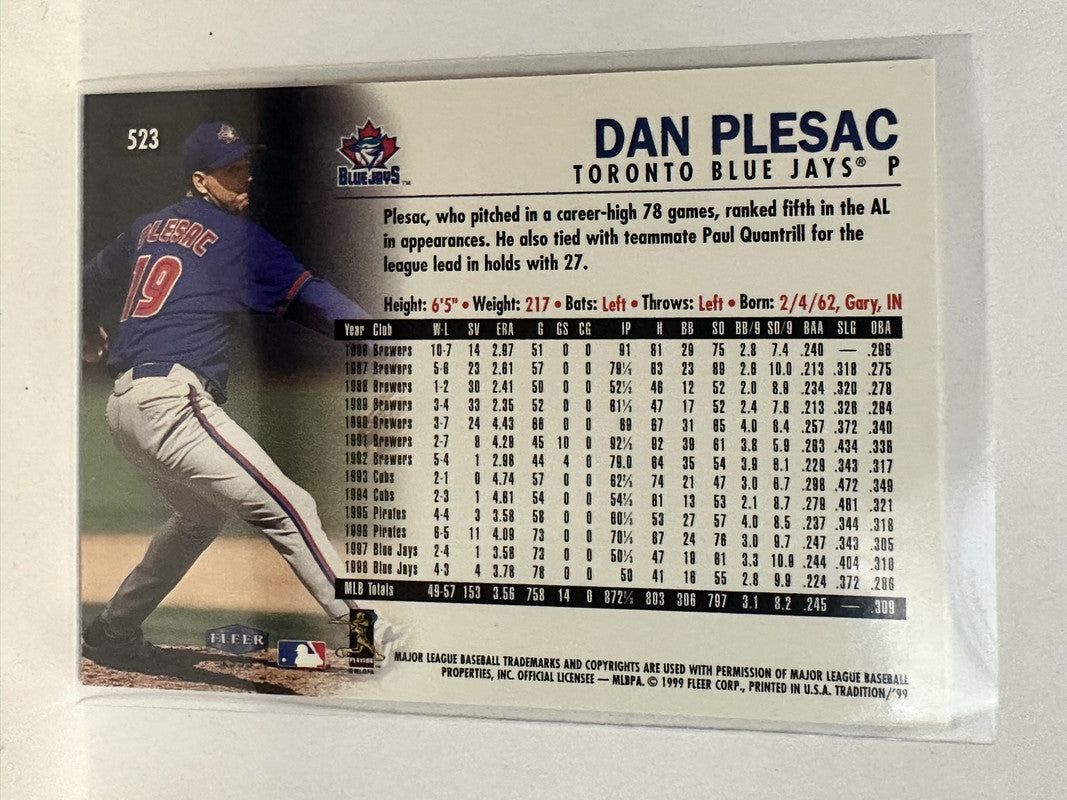 523
PLESAC
19
BLUE JAYS™
DAN PLESAC
TORONTO BLUE JAYS® P
Plesac, who pitched in a career-high 78 games, ranked fifth in the AL
in appearances. He also tied with teammate Paul Quantrill for the
league lead in holds with 27.
Height: 6'5" • Weight: 217 • Bats: Left • Throws: Left • Born: 2/4/62, Gary, IN
Year Club W-L SV ERA G GS CG IP H BB SO BB/9 SO/9 BAA SLG OBA
1986 Brewers 10-7 14 2.97 51 0 0 91 81 29 75 2.8 7.4 .240 — .296
1987 Brewers 5-6 23 2.61 57 0 0 79⅓ 63 23 89 2.6 10.0 .213 .318 .275
1988 Brewers 1-2 30 2.41 50 0 0 52⅓ 46 12 52 2.0 8.9 .234 .320 .278
1989 Brewers 3-4 33 2.35 52 0 0 61⅓ 47 17 52 2.4 7.6 .213 .326 .264
1990 Brewers 3-7 24 4.43 66 0 0 69 67 31 65 4.0 8.4 .257 .372 .340
1991 Brewers 2-7 8 4.29 45 10 0 92⅓ 92 39 61 3.8 5.9 .263 .434 .336
1992 Brewers 5-4 1 2.96 44 4 0 79.0 64 35 54 3.9 6.1 .229 .343 .317
1993 Cubs 2-1 0 4.74 57 0 0 62⅔ 74 21 47 3.0 6.7 .298 .472 .349
1994 Cubs 2-3 1 4.61 54 0 0 54⅔ 61 13 53 2.1 8.7 .279 .461 .321
1995 Pirates 4-4 3 3.58 58 0 0 60⅓ 53 27 57 4.0 8.5 .237 .344 .318
1996 Pirates 6-5 11 4.09 73 0 0 70⅓ 67 24 76 3.0 9.7 .247 .343 .305
1997 Blue Jays 2-4 1 3.58 73 0 0 50⅓ 47 19 61 3.3 10.9 .244 .404 .310
1998 Blue Jays 4-3 4 3.78 78 0 0 50 41 16 55 2.8 9.9 .224 .372 .286
MLB Totals 49-57 153 3.56 758 14 0 872⅔ 803 306 797 3.1 8.2 .245 — .309
FLEER
PLAYERS
MLBPA
MAJOR LEAGUE BASEBALL TRADEMARKS AND COPYRIGHTS ARE USED WITH PERMISSION OF MAJOR LEAGUE BASEBALL
PROPERTIES, INC. OFFICIAL LICENSEE — MLBPA. © 1999 FLEER CORP., PRINTED IN U.S.A. TRADITION/'99